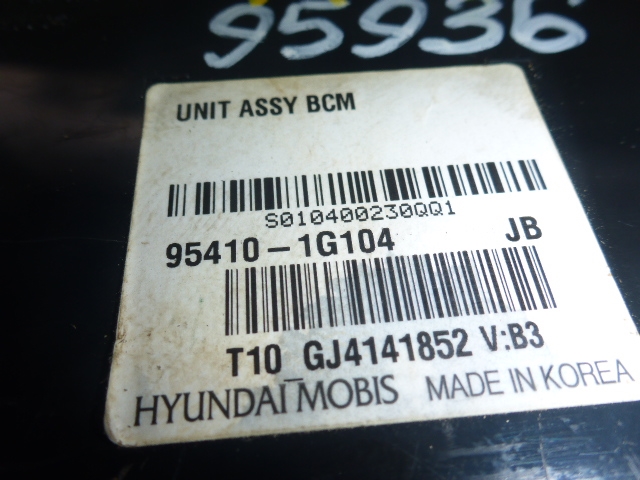 95936
UNIT ASSY BCM
S010400230QQ1
95410-1G104 JB
T10 GJ4141852 V:B3
HYUNDAI MOBIS MADE IN KOREA